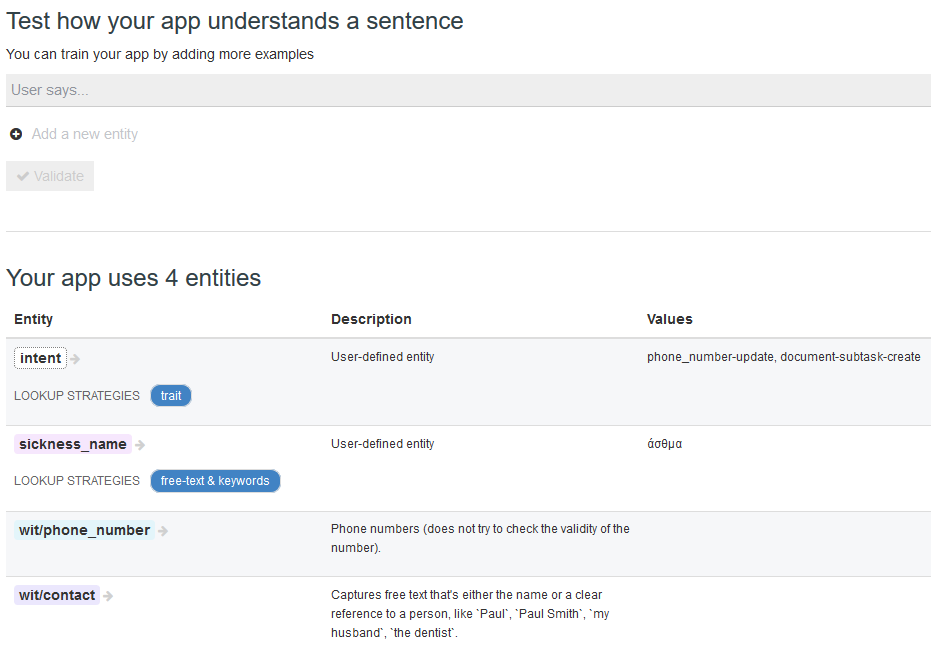 Test how your app understands a sentence
You can train your app by adding more examples
User says...
Add a new entity
Validate
Your app uses 4 entities
Entity Description Values
intent User-defined entity phone_number-update, document-subtask-create
LOOKUP STRATEGIES trait
sickness_name User-defined entity άσθμα
LOOKUP STRATEGIES free-text & keywords
wit/phone_number Phone numbers (does not try to check the validity of the
number).
wit/contact Captures free text that's either the name or a clear
reference to a person, like `Paul`, `Paul Smith`, `my
husband`, `the dentist`.